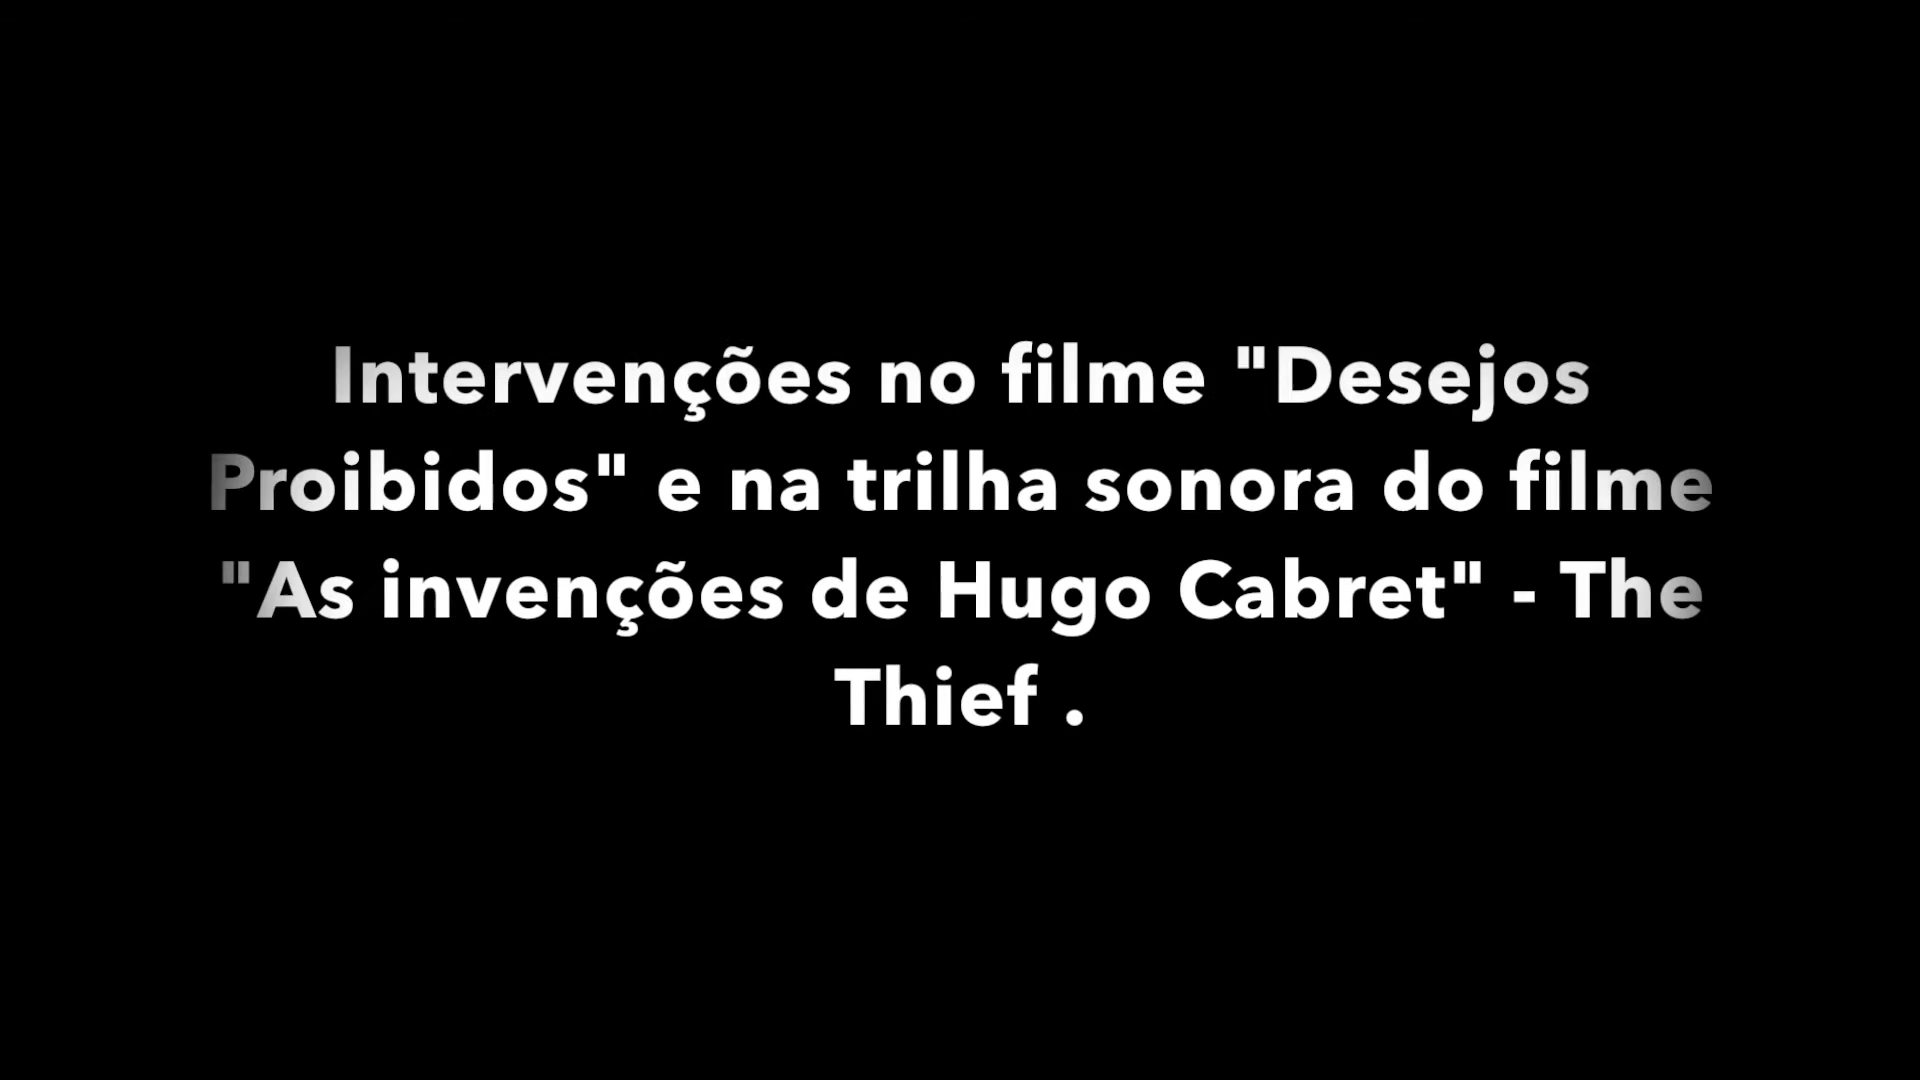 Intervenções no filme "Desejos
Proibidos" e na trilha sonora do filme
"As invenções de Hugo Cabret" - The
Thief .